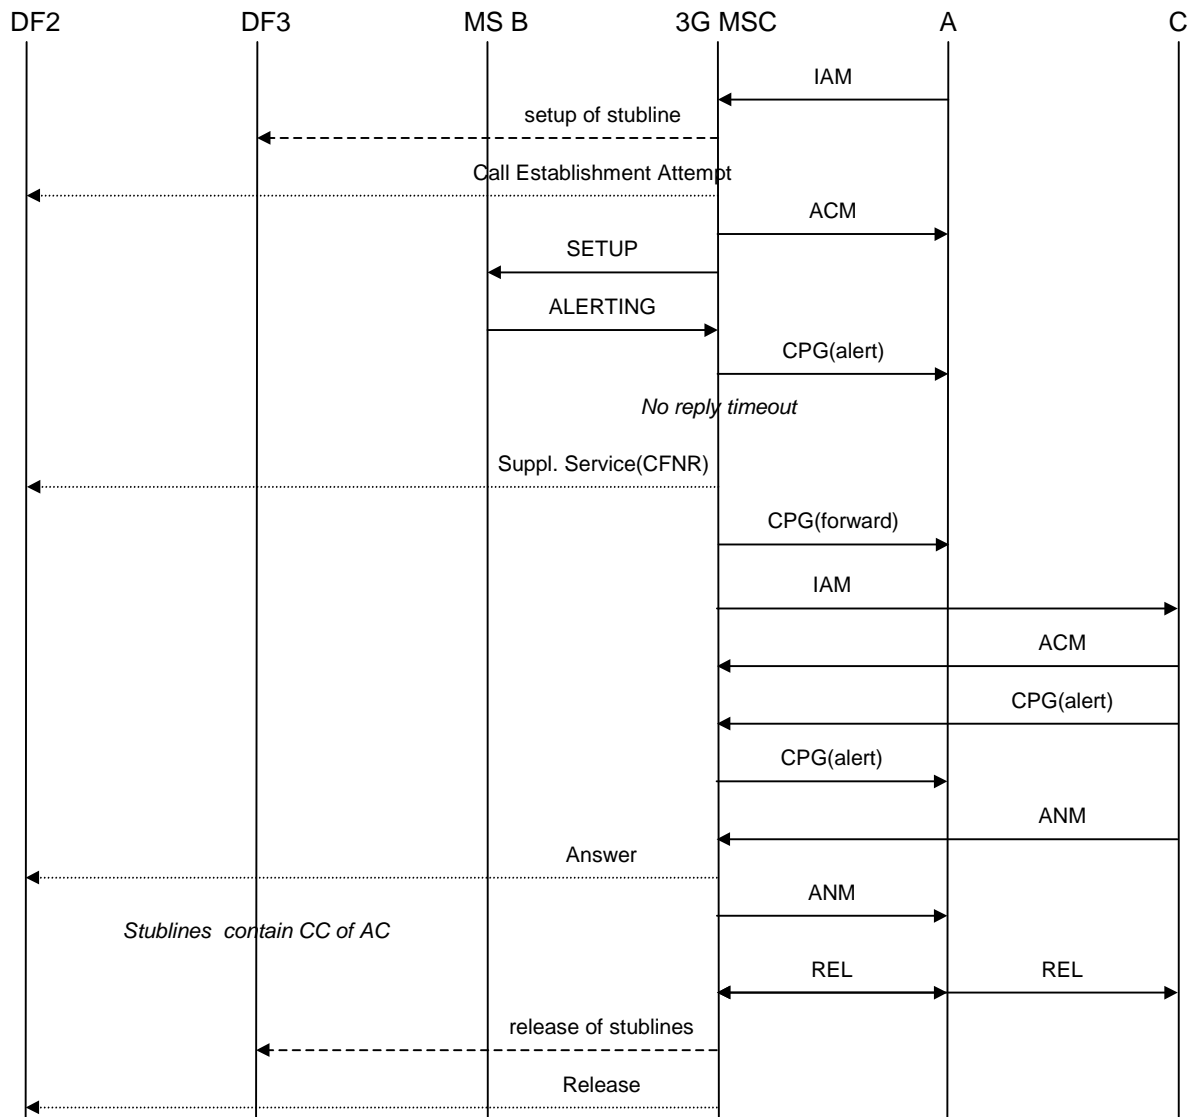 DF2 DF3 MS B 3G MSC A C
IAM
setup of stubline
Call Establishment Attempt
ACM
SETUP
ALERTING
CPG(alert)
No reply timeout
Suppl. Service(CFNR)
CPG(forward)
IAM
ACM
CPG(alert)
CPG(alert)
ANM
Answer
ANM
Stublines contain CC of AC
REL REL
release of stublines
Release